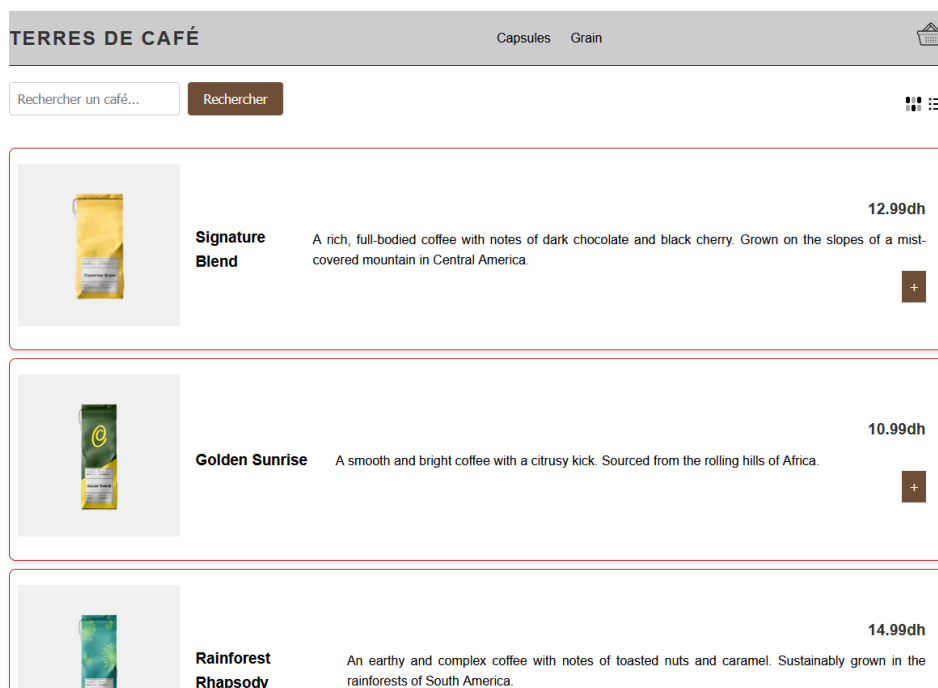 TERRES DE CAFÉ
Capsules Grain
Rechercher un café...
Rechercher
12.99dh
Signature
Blend
A rich, full-bodied coffee with notes of dark chocolate and black cherry. Grown on the slopes of a mist-
covered mountain in Central America.
+
10.99dh
Golden Sunrise
A smooth and bright coffee with a citrusy kick. Sourced from the rolling hills of Africa.
+
14.99dh
Rainforest
Rhapsody
An earthy and complex coffee with notes of toasted nuts and caramel. Sustainably grown in the
rainforests of South America.